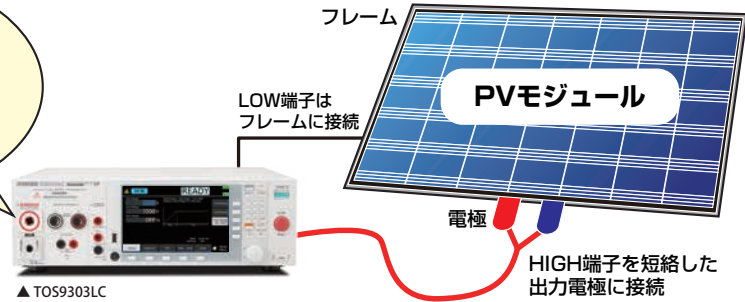 フレーム
PVモジュール
LOW端子は
フレームに接続
READY
電極
HIGH端子を短絡した
出力電極に接続
▲ TOS9303LC